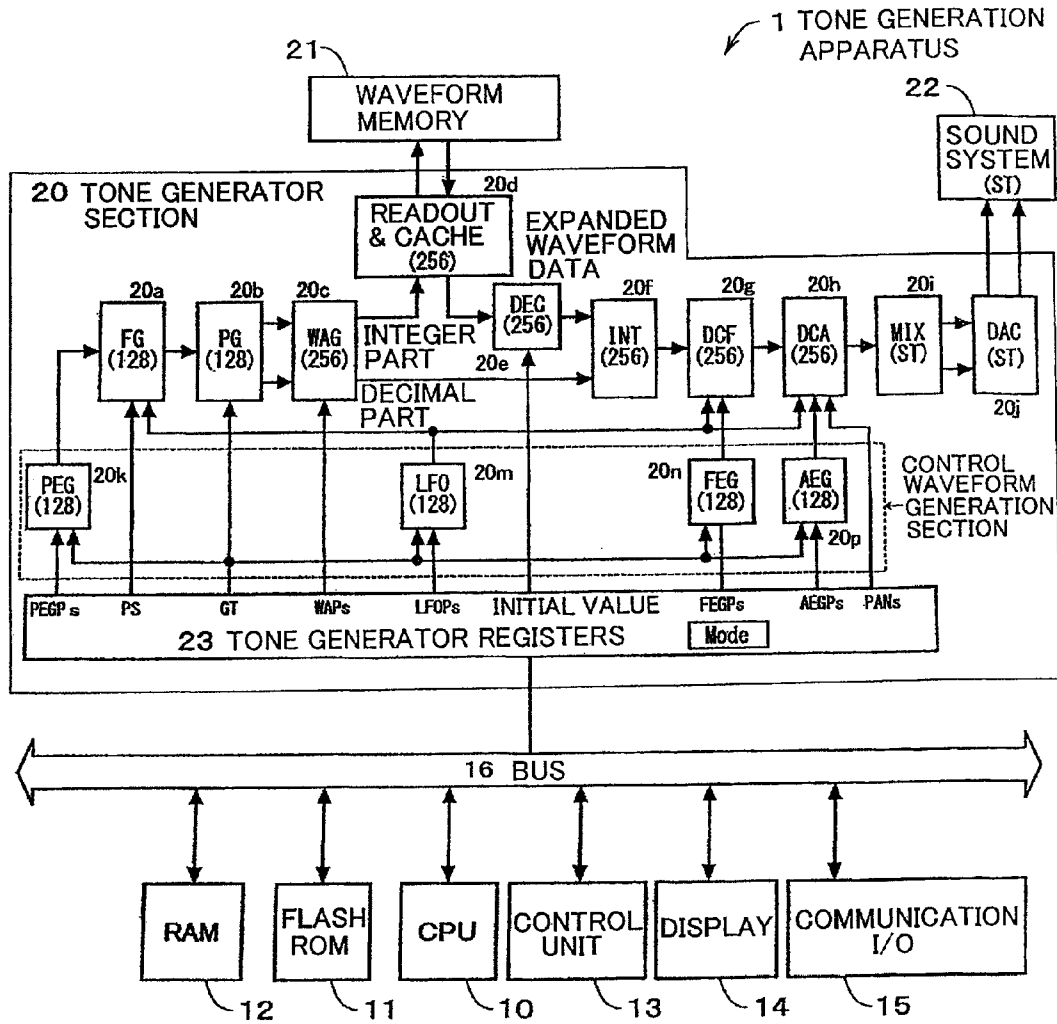 1 TONE GENERATION
APPARATUS
21
WAVEFORM
MEMORY
22
SOUND
SYSTEM
(ST)
20 TONE GENERATOR
SECTION
20d
READOUT
& CACHE
(256)
EXPANDED
WAVEFORM
DATA
20a
FG
(128)
20b
PG
(128)
20c
WAG
(256)
INTEGER
PART
DECIMAL
PART
DEC
(256)
20e
20f
INT
(256)
20g
DCF
(256)
20h
DCA
(256)
20i
MIX
(ST)
DAC
(ST)
20j
PEG
(128)
20k
LFO
(128)
20m
20n
FEG
(128)
AEG
(128)
20p
CONTROL
WAVEFORM
GENERATION
SECTION
PEGPs PS GT WAPs LFOPs INITIAL VALUE FEGPs AEGPs PANs
23 TONE GENERATOR REGISTERS
Mode
16 BUS
RAM
FLASH
ROM
CPU
CONTROL
UNIT
DISPLAY
COMMUNICATION
I/O
12 11 10 13 14 15